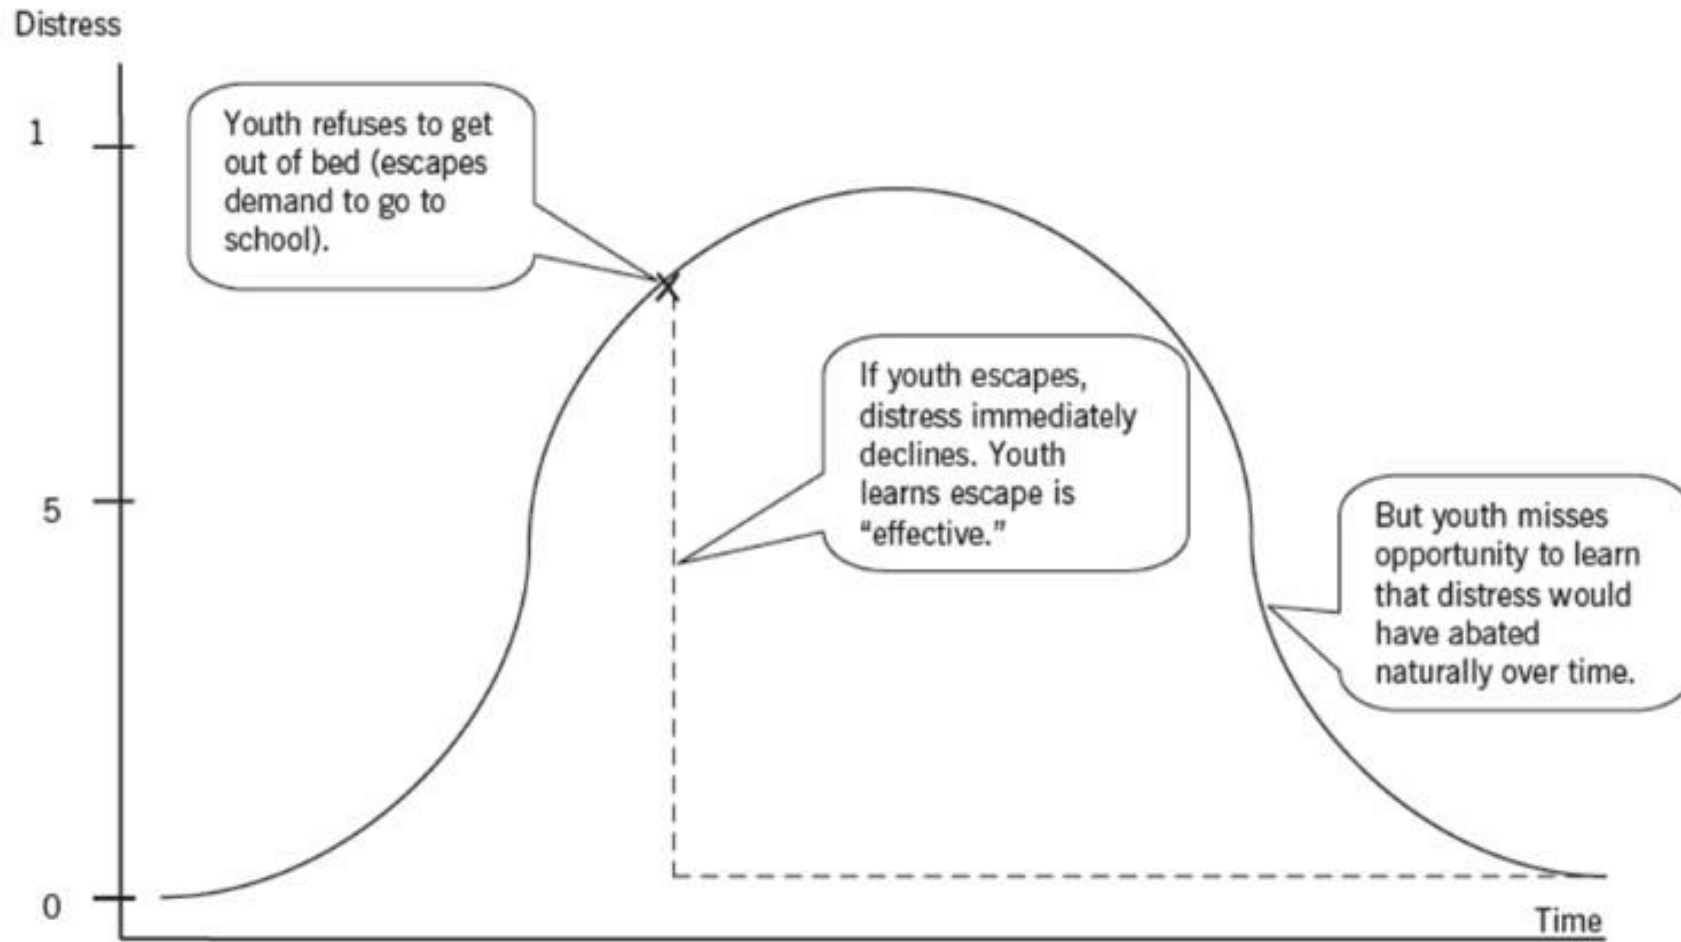 Distress
1
Youth refuses to get
out of bed (escapes
demand to go to
school).
If youth escapes,
distress immediately
declines. Youth
learns escape is
“effective.”
5
But youth misses
opportunity to learn
that distress would
have abated
naturally over time.
0
Time